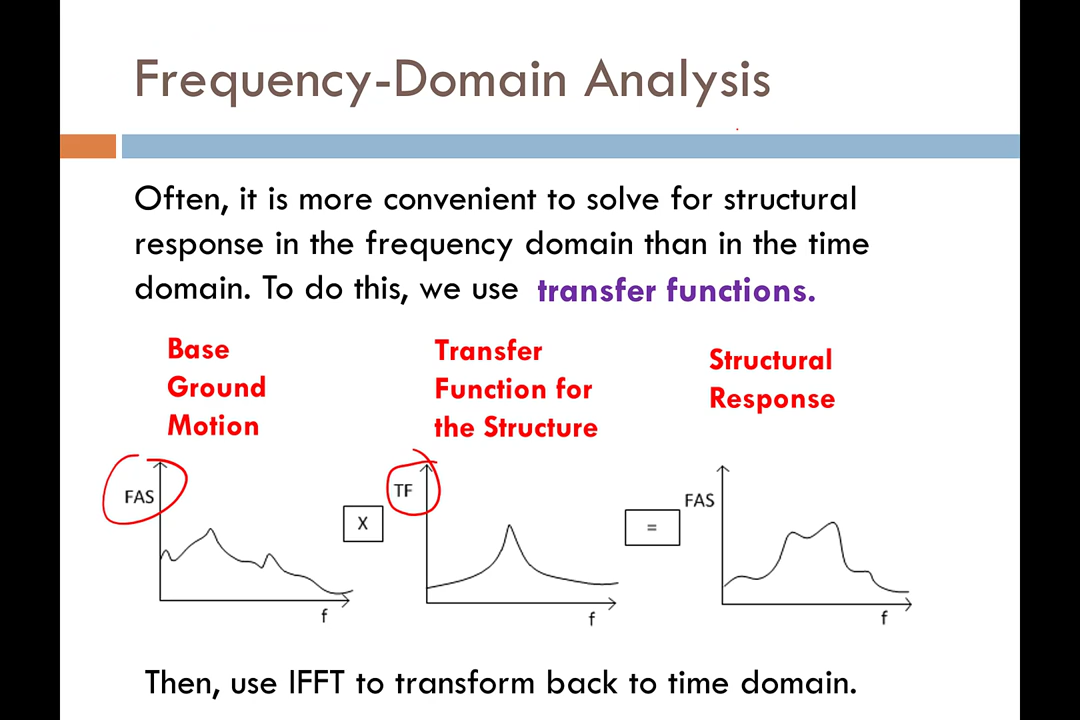 Frequency-Domain Analysis
Often, it is more convenient to solve for structural
response in the frequency domain than in the time
domain. To do this, we use transfer functions.
Base
Ground
Motion
Transfer
Function for
the Structure
Structural
Response
FAS
f
X
TF
f
=
FAS
f
Then, use IFFT to transform back to time domain.